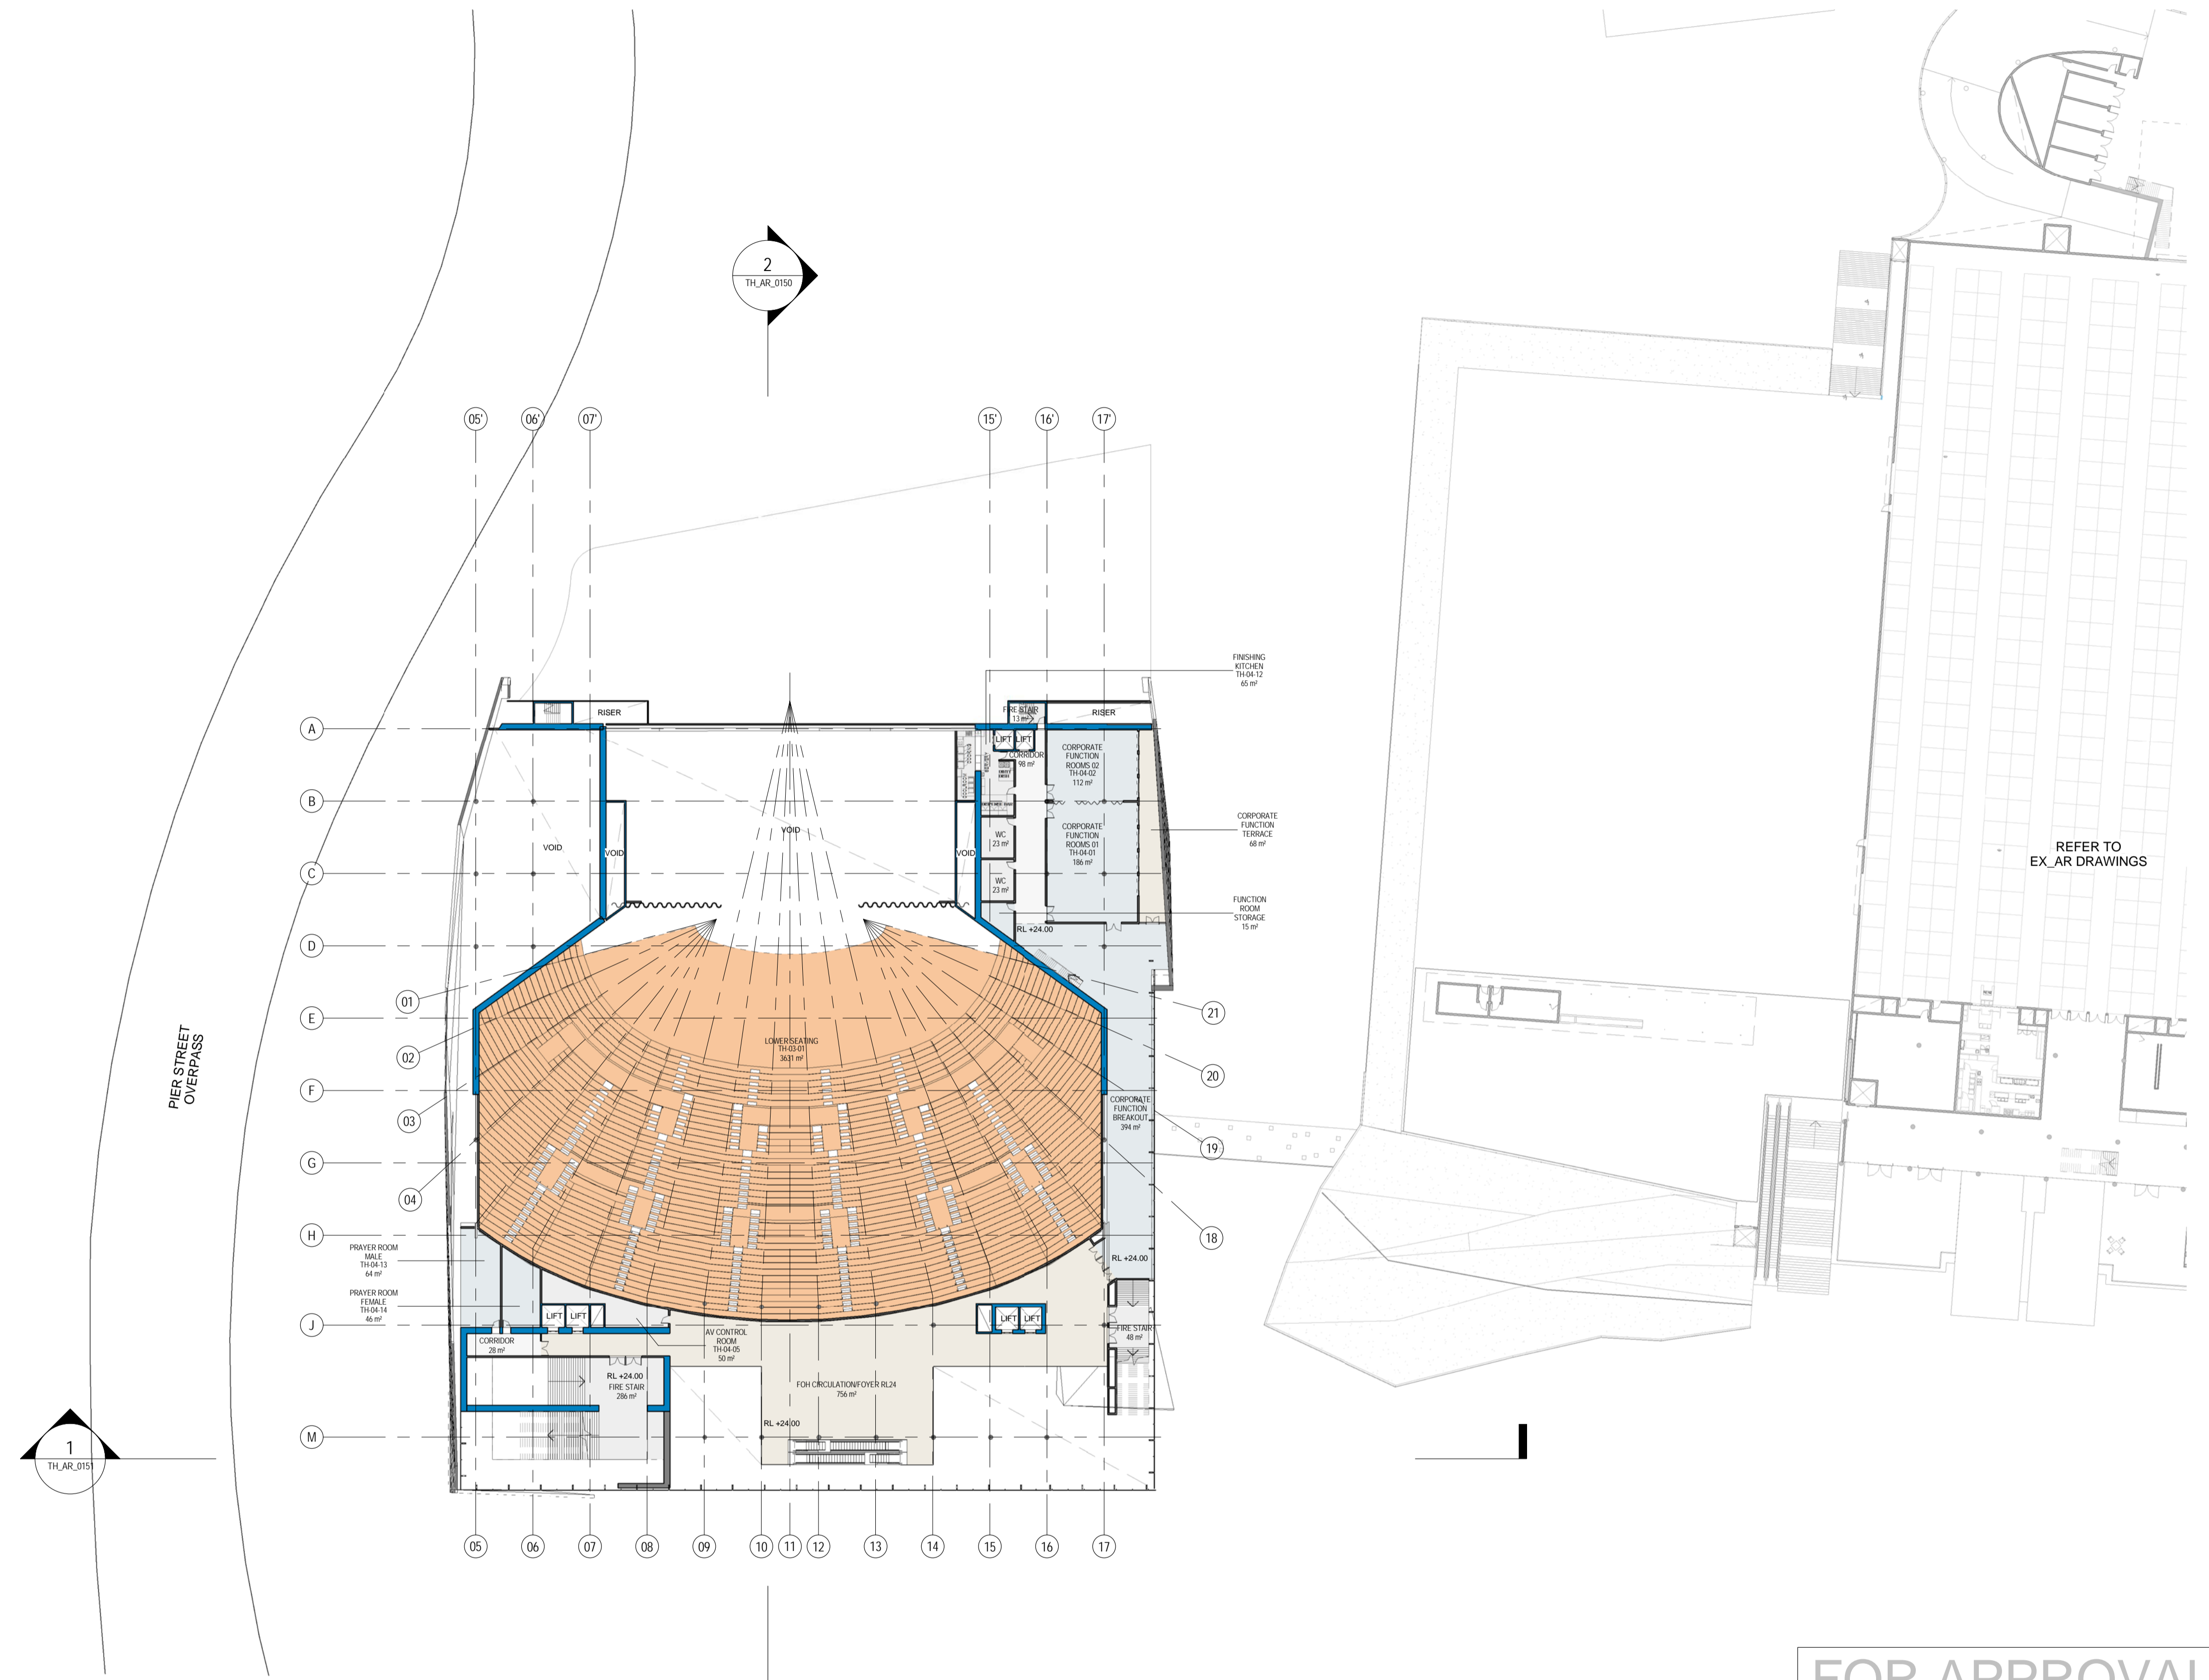 2
TH_AR_0150
05'
06'
07'
15'
16'
17'
FINISHING
KITCHEN
TH-04-12
65 m²
RISER
FIRE STAIR
13 m²
RISER
A
LIFT
LIFT
CORRIDOR
98 m²
CORPORATE
FUNCTION
ROOMS 02
TH-04-02
112 m²
B
CORPORATE
FUNCTION
TERRACE
68 m²
VOID
VOID
VOID
VOID
WC
23 m²
CORPORATE
FUNCTION
ROOMS 01
TH-04-01
186 m²
REFER TO
EX_AR DRAWINGS
C
WC
23 m²
FUNCTION
ROOM
STORAGE
15 m²
RL +24.00
D
01
21
E
PIER STREET
OVERPASS
LOWER SEATING
TH-03-01
3631 m²
02
20
F
03
CORPORATE
FUNCTION
BREAKOUT
394 m²
19
G
04
18
H
PRAYER ROOM
MALE
TH-04-13
64 m²
RL +24.00
PRAYER ROOM
FEMALE
TH-04-14
46 m²
LIFT
LIFT
LIFT
LIFT
J
CORRIDOR
28 m²
AV CONTROL
ROOM
TH-04-05
50 m²
FIRE STAIR
48 m²
RL +24.00
FIRE STAIR
286 m²
FOH CIRCULATION/FOYER RL24
756 m²
RL +24.00
M
1
TH_AR_0151
05
06
07
08
09
10
11
12
13
14
15
16
17
FOR APPROVAL